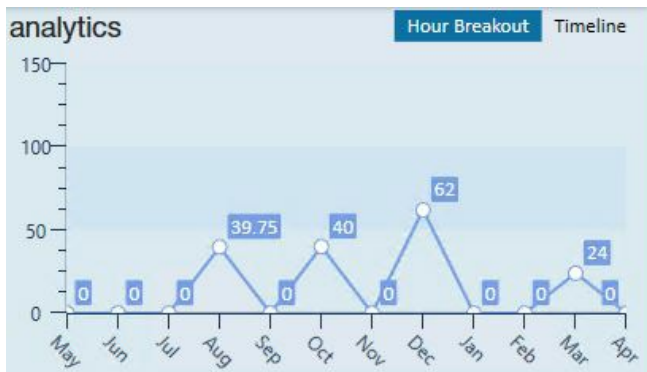 analytics
Hour Breakout Timeline
150
100
50
0
62
39.75 40
24
0 0 0 0 0 0 0 0
May Jun Jul Aug Sep Oct Nov Dec Jan Feb Mar Apr